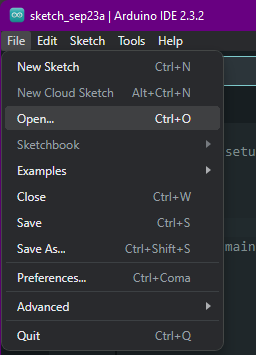 sketch_sep23a | Arduino IDE 2.3.2
File Edit Sketch Tools Help
New Sketch Ctrl+N
New Cloud Sketch Alt+Ctrl+N
Open... Ctrl+O
Sketchbook
setu
Examples
Close Ctrl+W
Save Ctrl+S
Save As... Ctrl+Shift+S
main
Preferences... Ctrl+Coma
Advanced
Quit Ctrl+Q